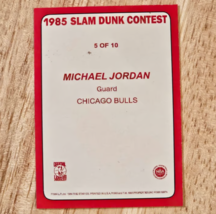 1985 SLAM DUNK CONTEST
5 OF 10
MICHAEL JORDAN
Guard
CHICAGO BULLS